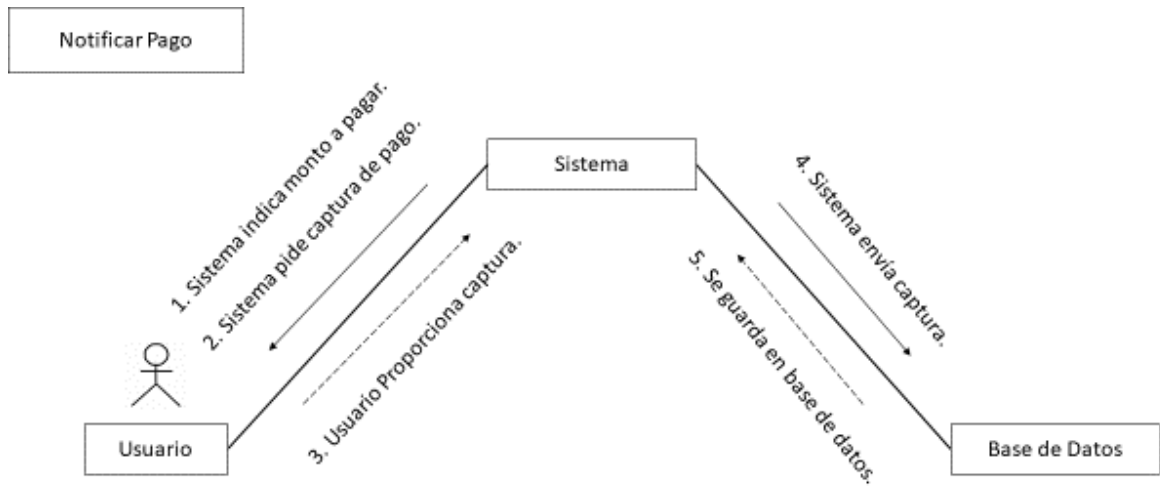 Notificar Pago
1. Sistema indica monto a pagar.
2. Sistema pide captura de pago.
Sistema
3. Usuario Proporciona captura.
4. Sistema envía captura.
5. Se guarda en base de datos.
Usuario
Base de Datos